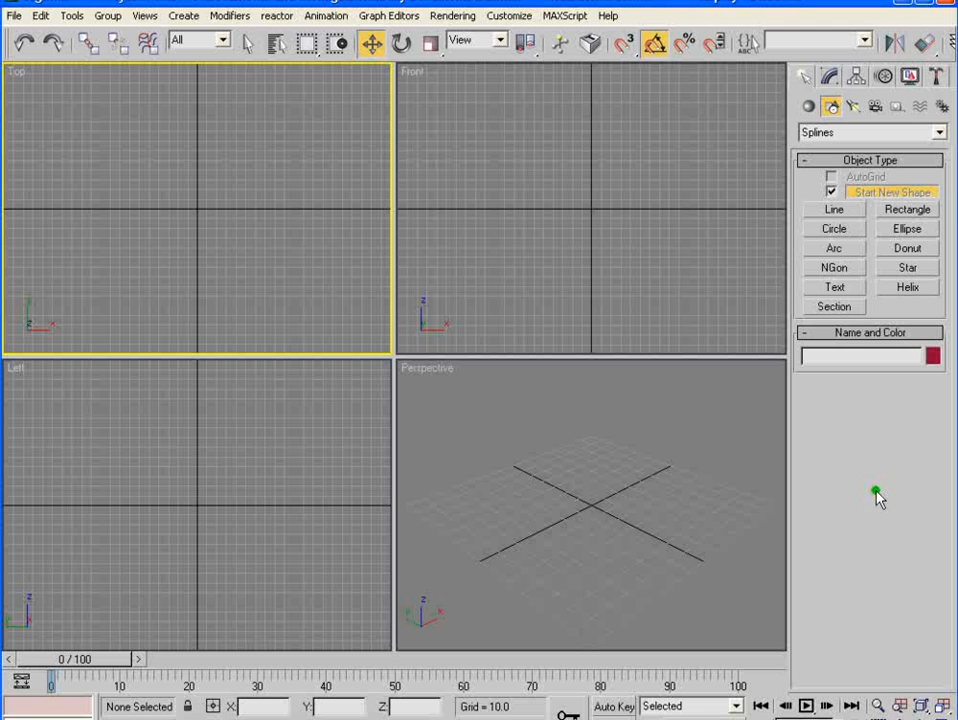 File Edit Tools Group Views Create Modifiers reactor Animation Graph Editors Rendering Customize MAXScript Help
All View
Top Front
Splines
Object Type
AutoGrid
Start New Shape
Line Rectangle
Circle Ellipse
Arc Donut
NGon Star
Text Helix
Section
Name and Color
Left Perspective
0 / 100
0 10 20 30 40 50 60 70 80 90 100
None Selected X: Y: Z: Grid = 10.0 Auto Key Selected